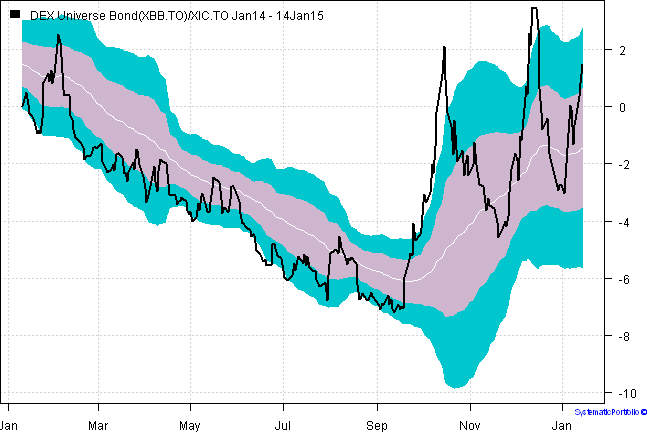 DEX Universe Bond(XBB.TO)/XIC.TO Jan14 - 14Jan15
2
0
-2
-4
-6
-8
-10
Jan Mar May Jul Sep Nov Jan
SystematicPortfolio ©